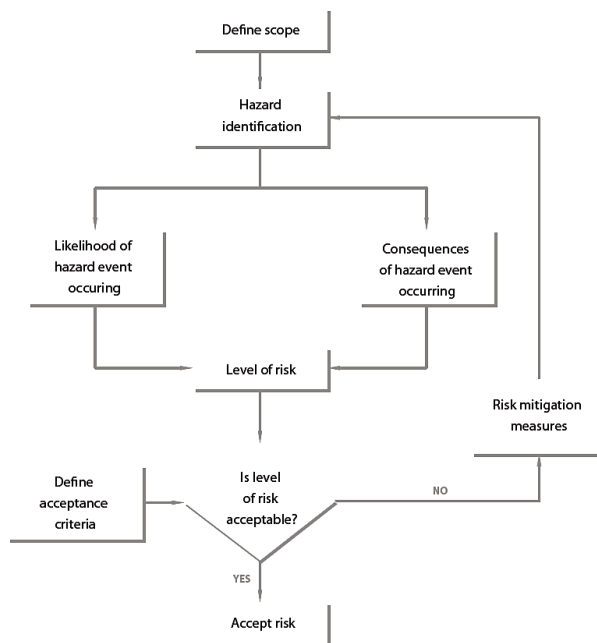 Define scope
Hazard
identification
Likelihood of
hazard event
occuring
Consequences
of hazard event
occurring
Level of risk
Risk mitigation
measures
Define
acceptance
criteria
Is level
of risk
acceptable?
NO
YES
Accept risk